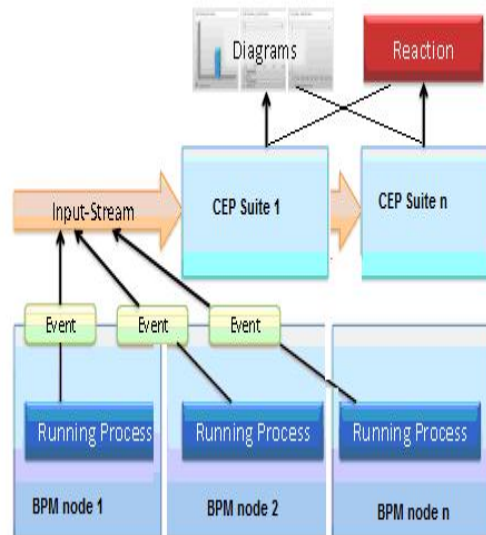 Diagrams
Reaction
Input-Stream
CEP Suite 1
CEP Suite n
Event
Event
Event
Running Process
Running Process
Running Process
BPM node 1
BPM node 2
BPM node n